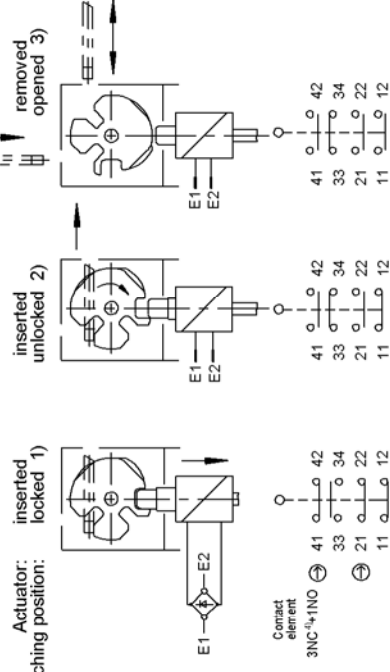 Actuator:
ching position:
inserted
locked 1)
inserted
unlocked 2)
removed
opened 3)
E1
E2
E1
E2
E1
E2
Contact
element
3NC 4)+1NO
41 42
33 34
21 22
11 12
41 42
33 34
21 22
11 12
41 42
33 34
21 22
11 12